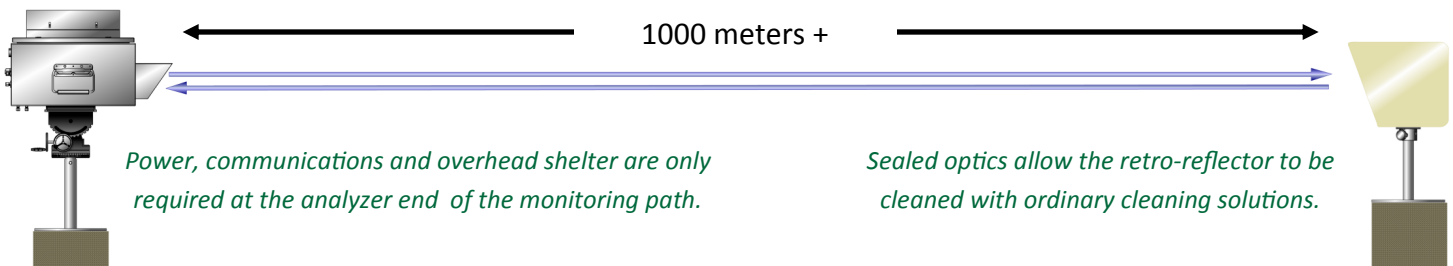 1000 meters +
Power, communications and overhead shelter are only
required at the analyzer end of the monitoring path.
Sealed optics allow the retro-reflector to be
cleaned with ordinary cleaning solutions.